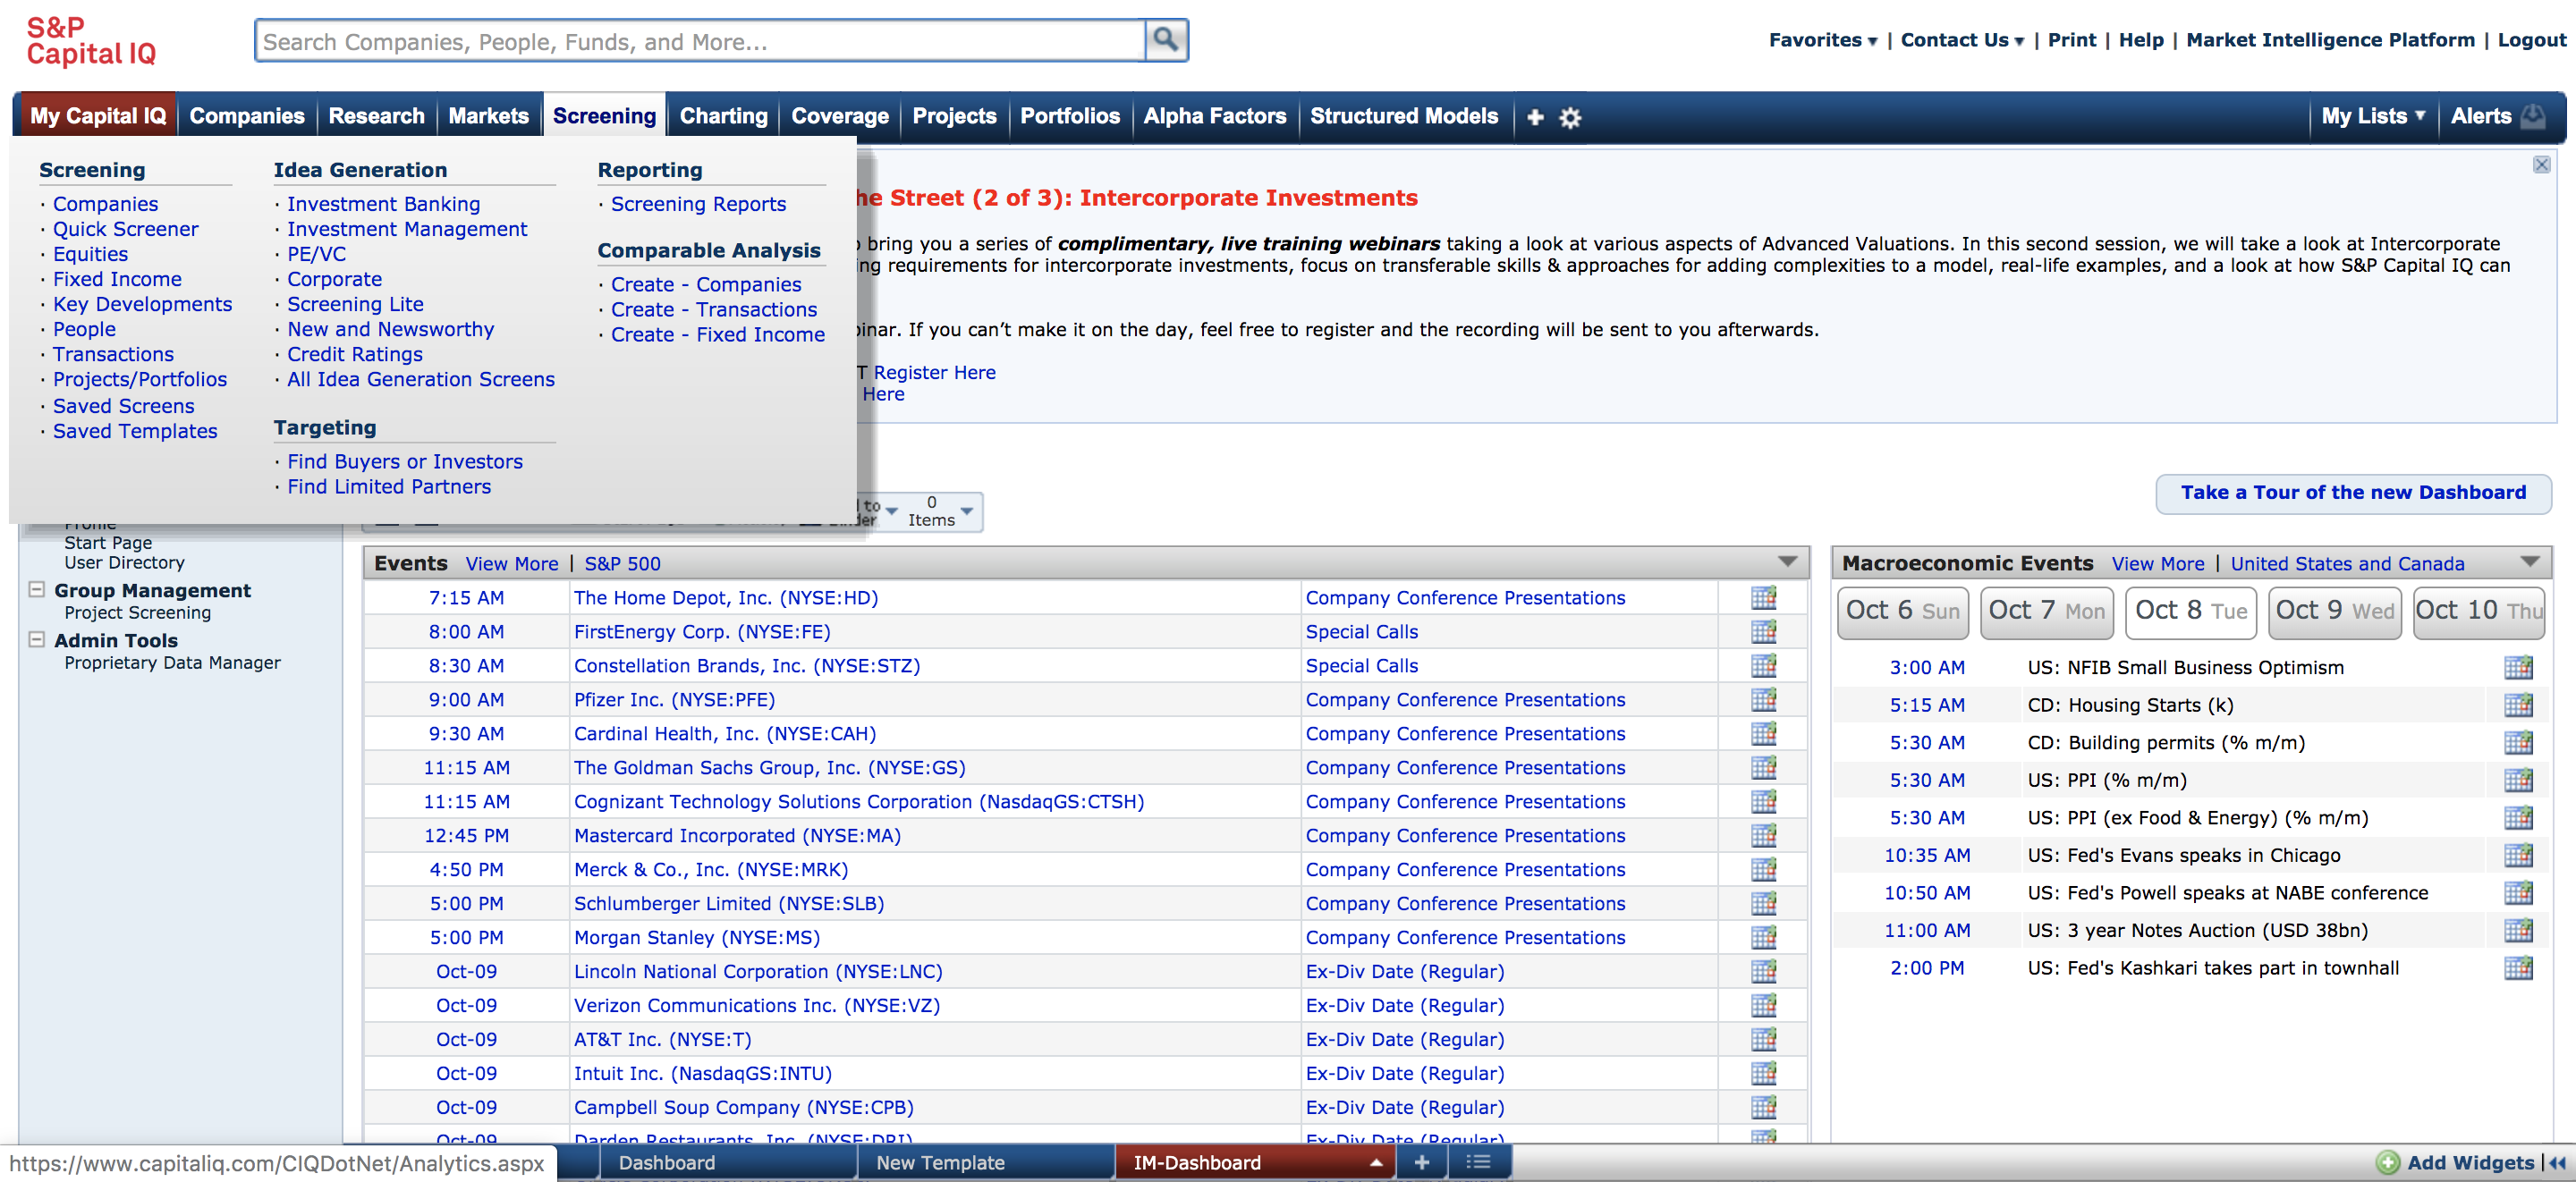 S&P
Capital IQ
Search Companies, People, Funds, and More...
Favorites ▾ | Contact Us ▾ | Print | Help | Market Intelligence Platform | Logout
My Capital IQ Companies Research Markets Screening Charting Coverage Projects Portfolios Alpha Factors Structured Models My Lists Alerts
Screening
· Companies
· Quick Screener
· Equities
· Fixed Income
· Key Developments
· People
· Transactions
· Projects/Portfolios
· Saved Screens
· Saved Templates
Idea Generation
· Investment Banking
· Investment Management
· PE/VC
· Corporate
· Screening Lite
· New and Newsworthy
· Credit Ratings
· All Idea Generation Screens
Targeting
· Find Buyers or Investors
· Find Limited Partners
Reporting
· Screening Reports
Comparable Analysis
· Create - Companies
· Create - Transactions
· Create - Fixed Income
Street (2 of 3): Intercorporate Investments
bring you a series of complimentary, live training webinars taking a look at various aspects of Advanced Valuations. In this second session, we will take a look at Intercorporate
requirements for intercorporate investments, focus on transferable skills & approaches for adding complexities to a model, real-life examples, and a look at how S&P Capital IQ can
If you can't make it on the day, feel free to register and the recording will be sent to you afterwards.
Register Here
Here
Take a Tour of the new Dashboard
to
0
Items
Profile
Start Page
User Directory
Group Management
Project Screening
Admin Tools
Proprietary Data Manager
Events View More | S&P 500
7:15 AM The Home Depot, Inc. (NYSE:HD) Company Conference Presentations
8:00 AM FirstEnergy Corp. (NYSE:FE) Special Calls
8:30 AM Constellation Brands, Inc. (NYSE:STZ) Special Calls
9:00 AM Pfizer Inc. (NYSE:PFE) Company Conference Presentations
9:30 AM Cardinal Health, Inc. (NYSE:CAH) Company Conference Presentations
11:15 AM The Goldman Sachs Group, Inc. (NYSE:GS) Company Conference Presentations
11:15 AM Cognizant Technology Solutions Corporation (NasdaqGS:CTSH) Company Conference Presentations
12:45 PM Mastercard Incorporated (NYSE:MA) Company Conference Presentations
4:50 PM Merck & Co., Inc. (NYSE:MRK) Company Conference Presentations
5:00 PM Schlumberger Limited (NYSE:SLB) Company Conference Presentations
5:00 PM Morgan Stanley (NYSE:MS) Company Conference Presentations
Oct-09 Lincoln National Corporation (NYSE:LNC) Ex-Div Date (Regular)
Oct-09 Verizon Communications Inc. (NYSE:VZ) Ex-Div Date (Regular)
Oct-09 AT&T Inc. (NYSE:T) Ex-Div Date (Regular)
Oct-09 Intuit Inc. (NasdaqGS:INTU) Ex-Div Date (Regular)
Oct-09 Campbell Soup Company (NYSE:CPB) Ex-Div Date (Regular)
Oct-09 Darden Restaurants, Inc. (NYSE:DRI) Ex-Div Date (Regular)
Macroeconomic Events View More | United States and Canada
Oct 6 Sun Oct 7 Mon Oct 8 Tue Oct 9 Wed Oct 10 Thu
3:00 AM US: NFIB Small Business Optimism
5:15 AM CD: Housing Starts (k)
5:30 AM CD: Building permits (% m/m)
5:30 AM US: PPI (% m/m)
5:30 AM US: PPI (ex Food & Energy) (% m/m)
10:35 AM US: Fed's Evans speaks in Chicago
10:50 AM US: Fed's Powell speaks at NABE conference
11:00 AM US: 3 year Notes Auction (USD 38bn)
2:00 PM US: Fed's Kashkari takes part in townhall
https://www.capitaliq.com/CIQDotNet/Analytics.aspx
Dashboard New Template IM-Dashboard
Add Widgets